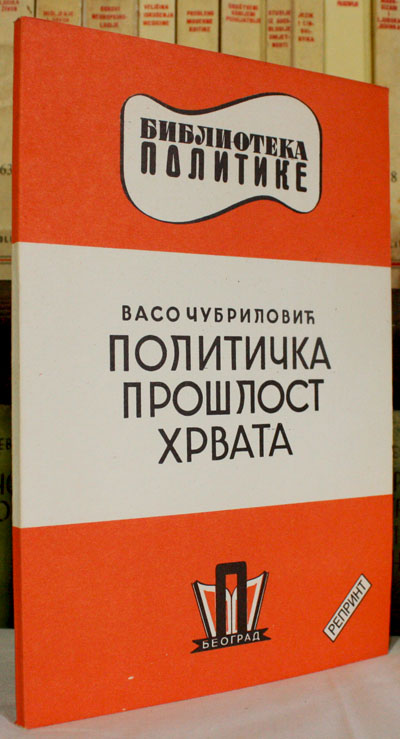 БИБЛИОТЕКА
ПОЛИТИКЕ
ВАСО ЧУБРИЛОВИЋ
ПОЛИТИЧКА
ПРОШЛОСТ
ХРВАТА
П
БЕОГРАД
РЕПРИНТ